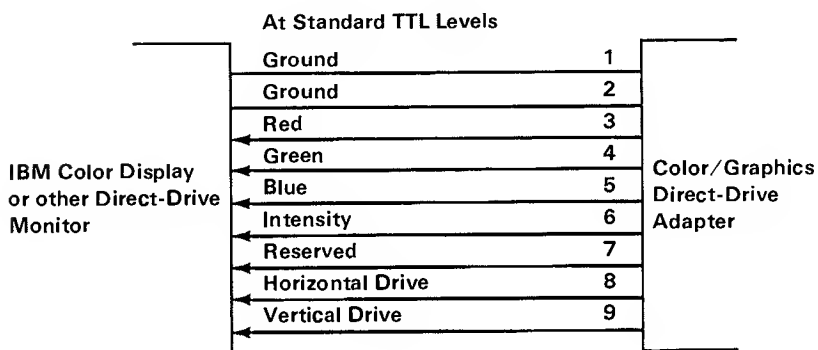 At Standard TTL Levels
Ground 1
Ground 2
Red 3
Green 4
Blue 5
Intensity 6
Reserved 7
Horizontal Drive 8
Vertical Drive 9
IBM Color Display
or other Direct-Drive
Monitor
Color/Graphics
Direct-Drive
Adapter